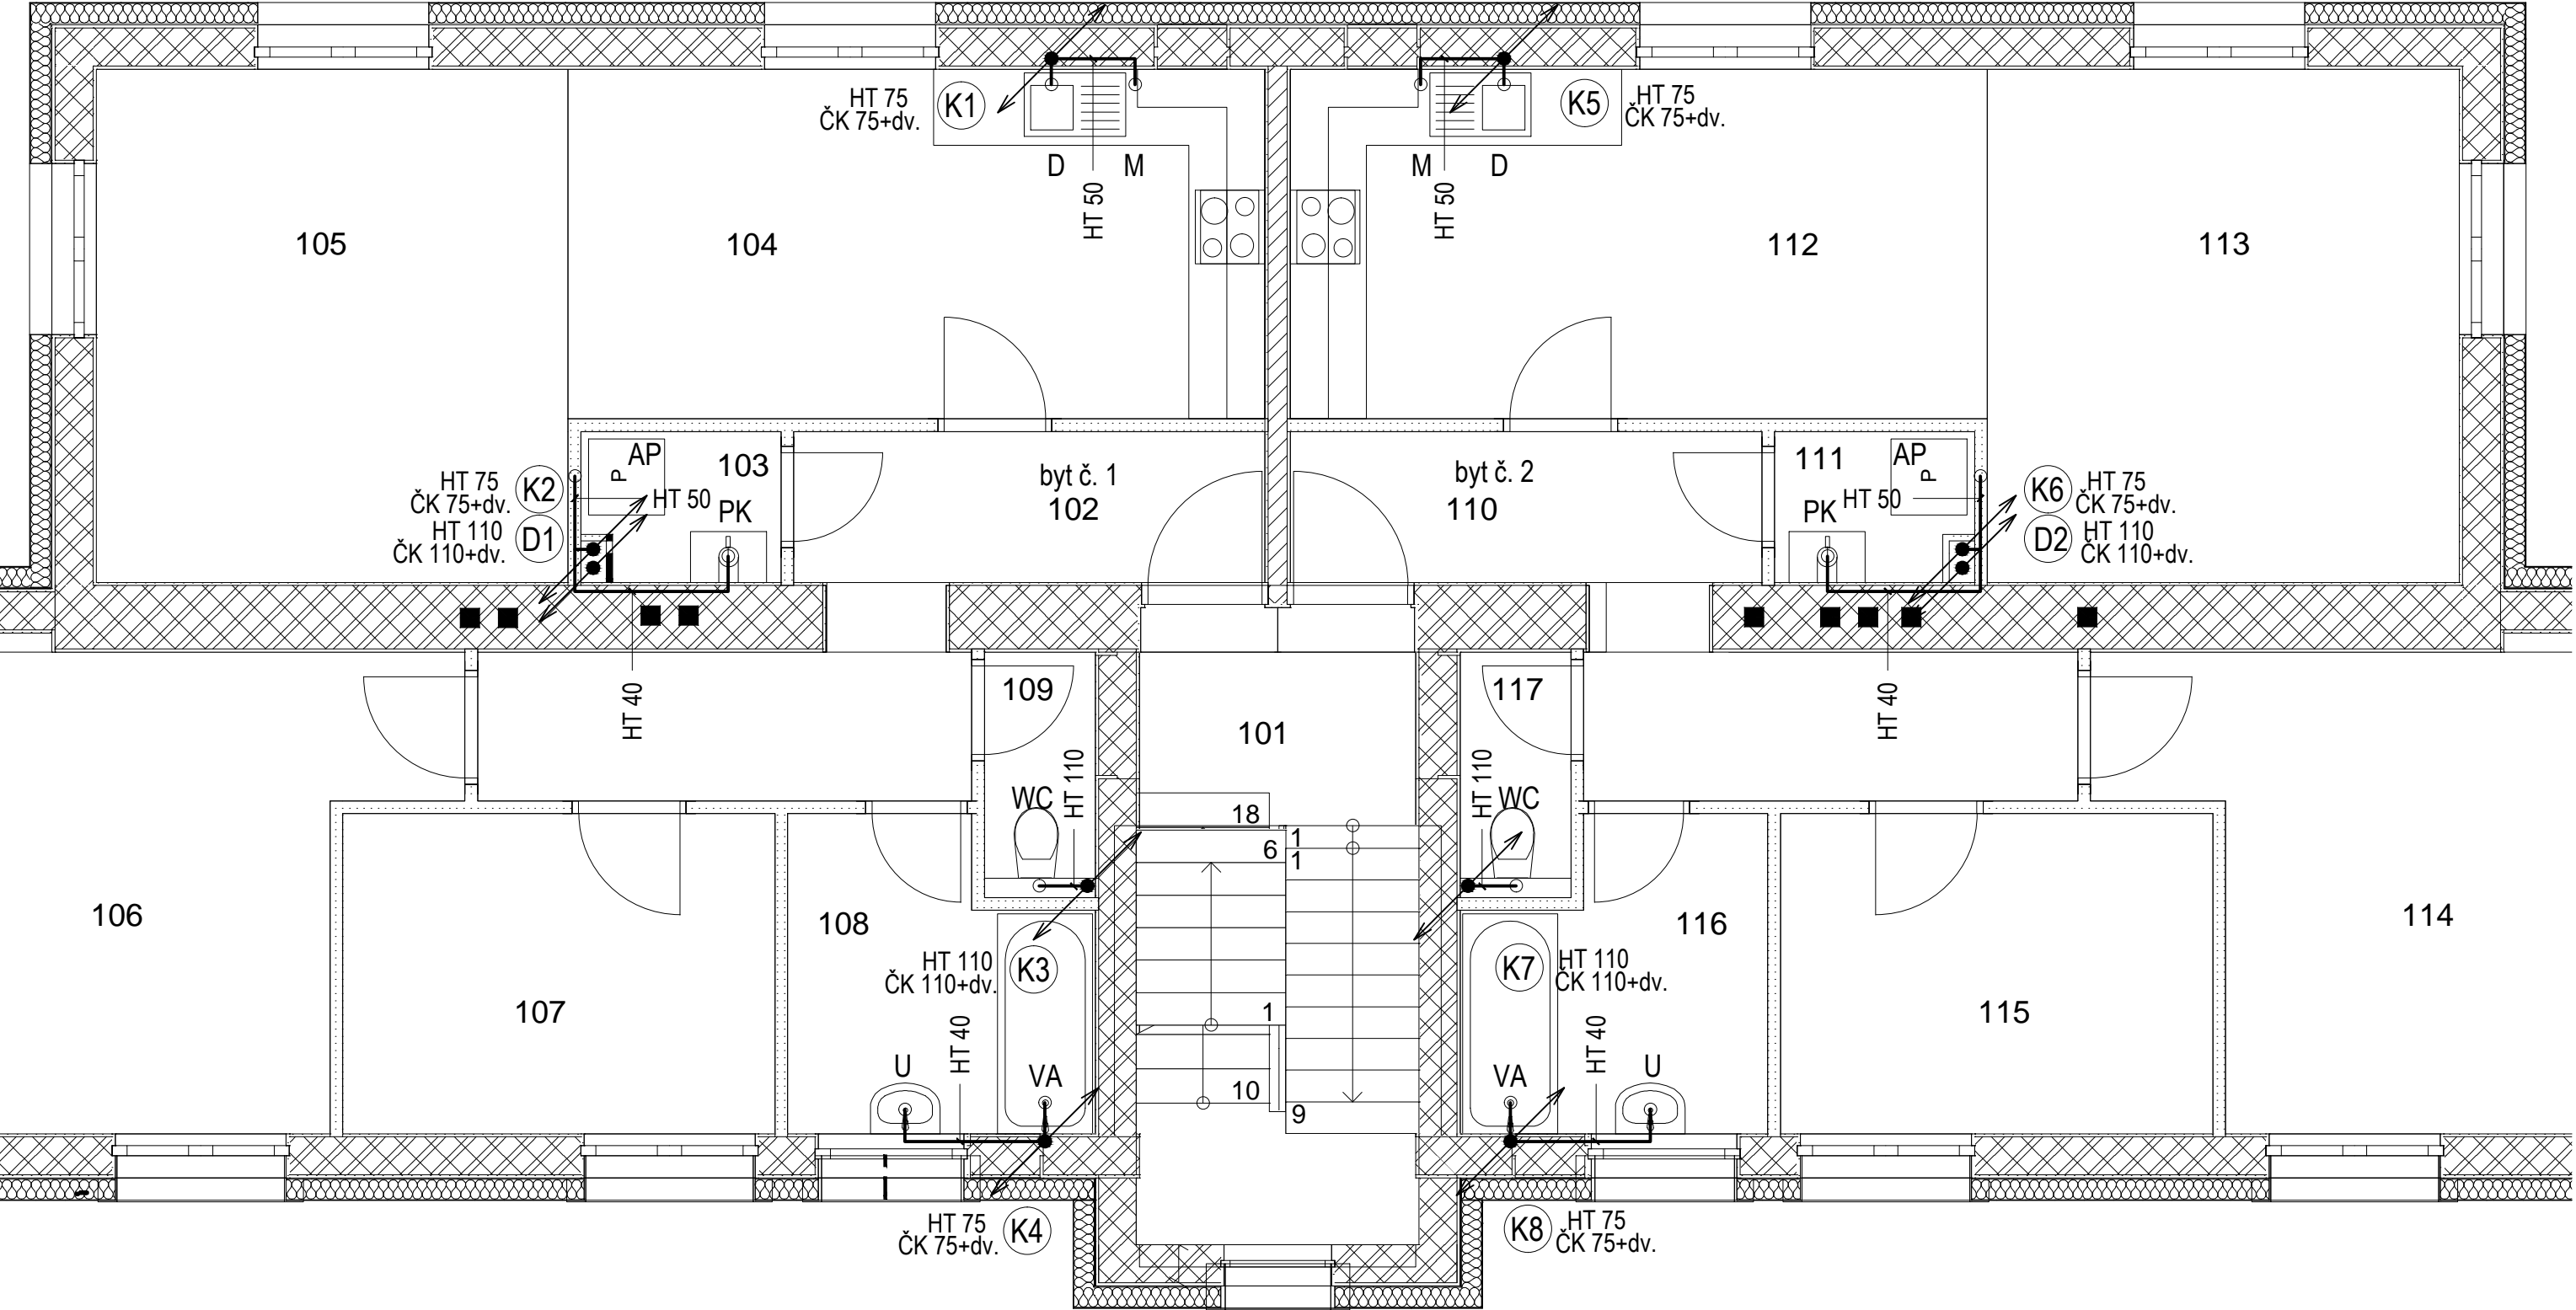 HT 75
ČK 75+dv.
K1
D
M
HT 50
K5
HT 75
ČK 75+dv.
M
D
HT 50
105
104
112
113
HT 75
ČK 75+dv.
K2
HT 110
ČK 110+dv.
D1
AP
P
103
HT 50
PK
byt č. 1
102
byt č. 2
110
111
AP
P
PK
HT 50
K6
HT 75
ČK 75+dv.
D2
HT 110
ČK 110+dv.
HT 40
109
WC
HT 110
101
117
WC
HT 110
HT 40
18
1
6
1
106
107
108
HT 110
ČK 110+dv.
K3
U
HT 40
VA
1
10
9
K7
HT 110
ČK 110+dv.
116
VA
HT 40
U
115
114
HT 75
ČK 75+dv.
K4
K8
HT 75
ČK 75+dv.